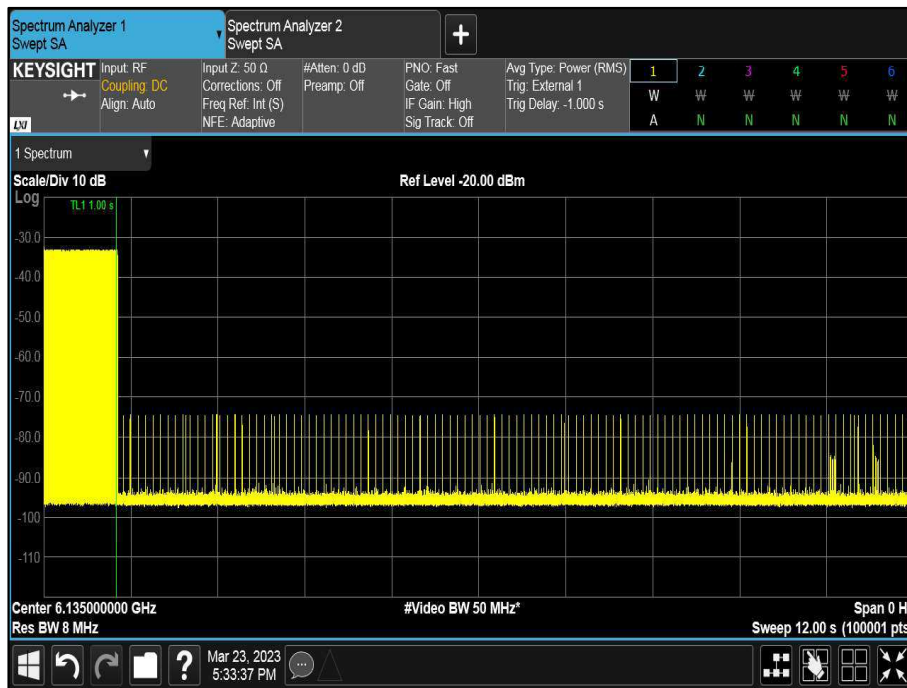 Spectrum Analyzer 1
Swept SA
Spectrum Analyzer 2
Swept SA
+
KEYSIGHT
LXI
Input: RF
Coupling: DC
Align: Auto
Input Z: 50 Ω
Corrections: Off
Freq Ref: Int (S)
NFE: Adaptive
#Atten: 0 dB
Preamp: Off
PNO: Fast
Gate: Off
IF Gain: High
Sig Track: Off
Avg Type: Power (RMS)
Trig: External 1
Trig Delay: -1.000 s
1 2 3 4 5 6
W W W W W W
A N N N N N
1 Spectrum
Scale/Div 10 dB
Ref Level -20.00 dBm
Log
TL1 1.00 s
-30.0
-40.0
-50.0
-60.0
-70.0
-80.0
-90.0
-100
-110
Center 6.135000000 GHz
#Video BW 50 MHz*
Span 0 H
Res BW 8 MHz
Sweep 12.00 s (100001 pts
?
Mar 23, 2023
5:33:37 PM